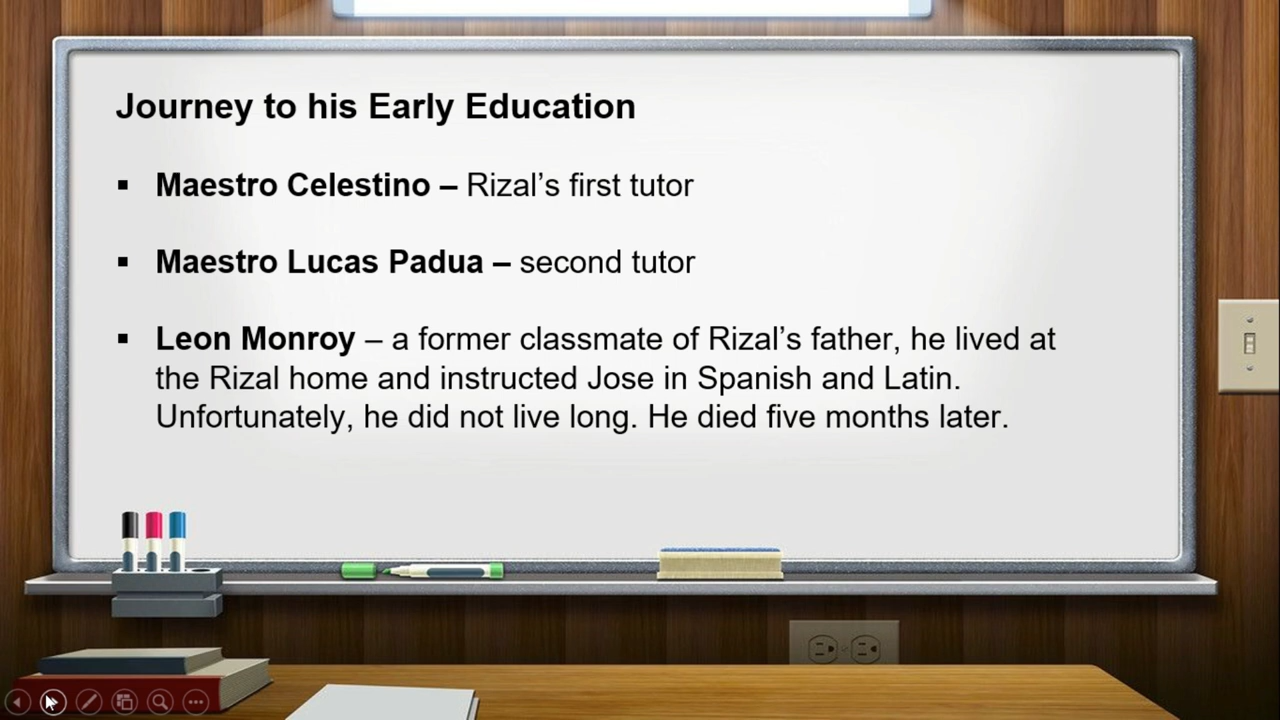 Journey to his Early Education
▪ Maestro Celestino – Rizal’s first tutor
▪ Maestro Lucas Padua – second tutor
▪ Leon Monroy – a former classmate of Rizal’s father, he lived at
the Rizal home and instructed Jose in Spanish and Latin.
Unfortunately, he did not live long. He died five months later.